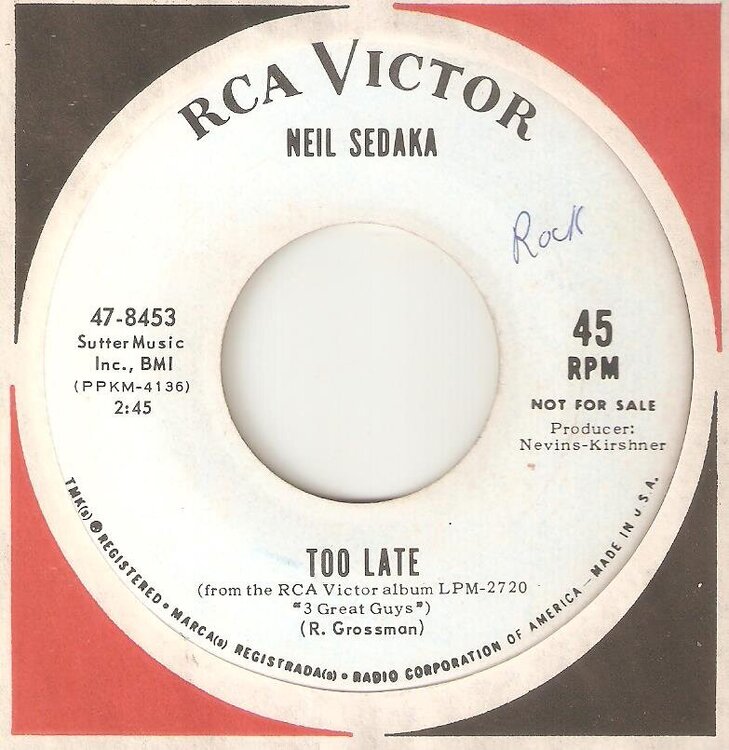 RCA VICTOR
NEIL SEDAKA
Rock
47-8453
Sutter Music
Inc., BMI
(PPKM-4136)
2:45
45
RPM
NOT FOR SALE
Producer:
Nevins-Kirshner
TOO LATE
(from the RCA Victor album LPM-2720
"3 Great Guys")
(R. Grossman)
TMK(s) ® REGISTERED • MARCA(s) REGISTRADA(s) • RADIO CORPORATION OF AMERICA — MADE IN U.S.A.